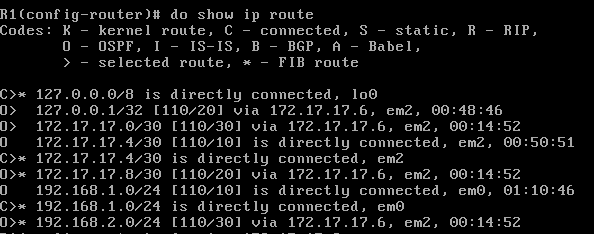 R1(config-router)# do show ip route
Codes: K - kernel route, C - connected, S - static, R - RIP,
O - OSPF, I - IS-IS, B - BGP, A - Babel,
> - selected route, * - FIB route
C>* 127.0.0.0/8 is directly connected, lo0
O> 127.0.0.1/32 [110/20] via 172.17.17.6, em2, 00:48:46
O> 172.17.17.0/30 [110/30] via 172.17.17.6, em2, 00:14:52
O 172.17.17.4/30 [110/10] is directly connected, em2, 00:50:51
C>* 172.17.17.4/30 is directly connected, em2
O>* 172.17.17.8/30 [110/20] via 172.17.17.6, em2, 00:14:52
O 192.168.1.0/24 [110/10] is directly connected, em0, 01:10:46
C>* 192.168.1.0/24 is directly connected, em0
O>* 192.168.2.0/24 [110/30] via 172.17.17.6, em2, 00:14:52